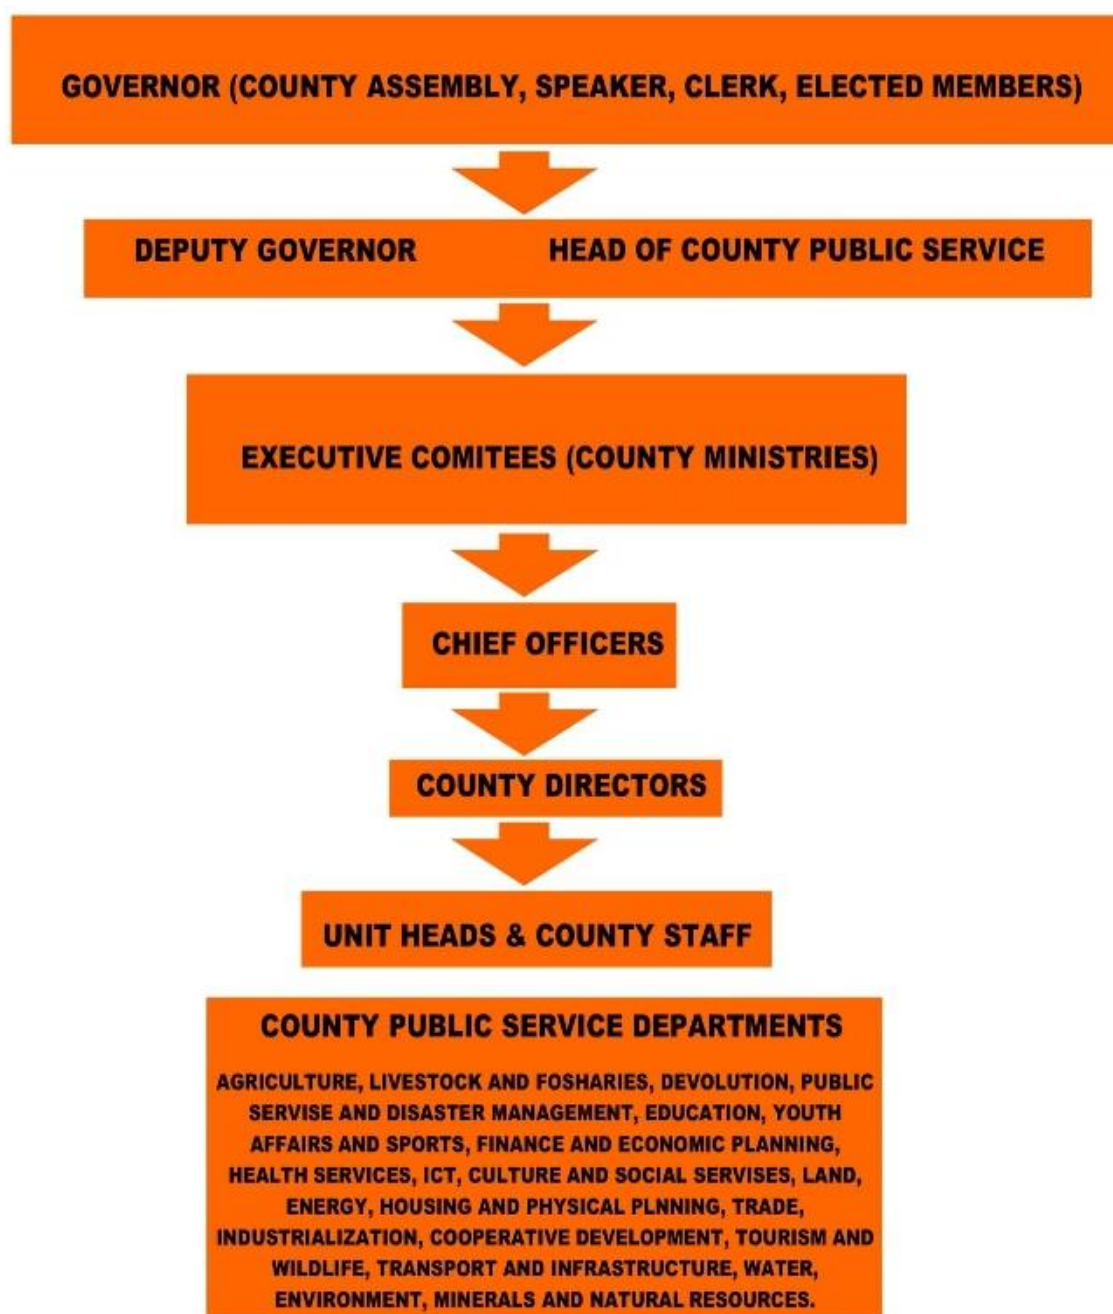 GOVERNOR (COUNTY ASSEMBLY, SPEAKER, CLERK, ELECTED MEMBERS)
DEPUTY GOVERNOR HEAD OF COUNTY PUBLIC SERVICE
EXECUTIVE COMITEES (COUNTY MINISTRIES)
CHIEF OFFICERS
COUNTY DIRECTORS
UNIT HEADS & COUNTY STAFF
COUNTY PUBLIC SERVICE DEPARTMENTS
AGRICULTURE, LIVESTOCK AND FOSHARIES, DEVOLUTION, PUBLIC
SERVISE AND DISASTER MANAGEMENT, EDUCATION, YOUTH
AFFAIRS AND SPORTS, FINANCE AND ECONOMIC PLANNING,
HEALTH SERVICES, ICT, CULTURE AND SOCIAL SERVISES, LAND,
ENERGY, HOUSING AND PHYSICAL PLNNING, TRADE,
INDUSTRIALIZATION, COOPERATIVE DEVELOPMENT, TOURISM AND
WILDLIFE, TRANSPORT AND INFRASTRUCTURE, WATER,
ENVIRONMENT, MINERALS AND NATURAL RESOURCES.